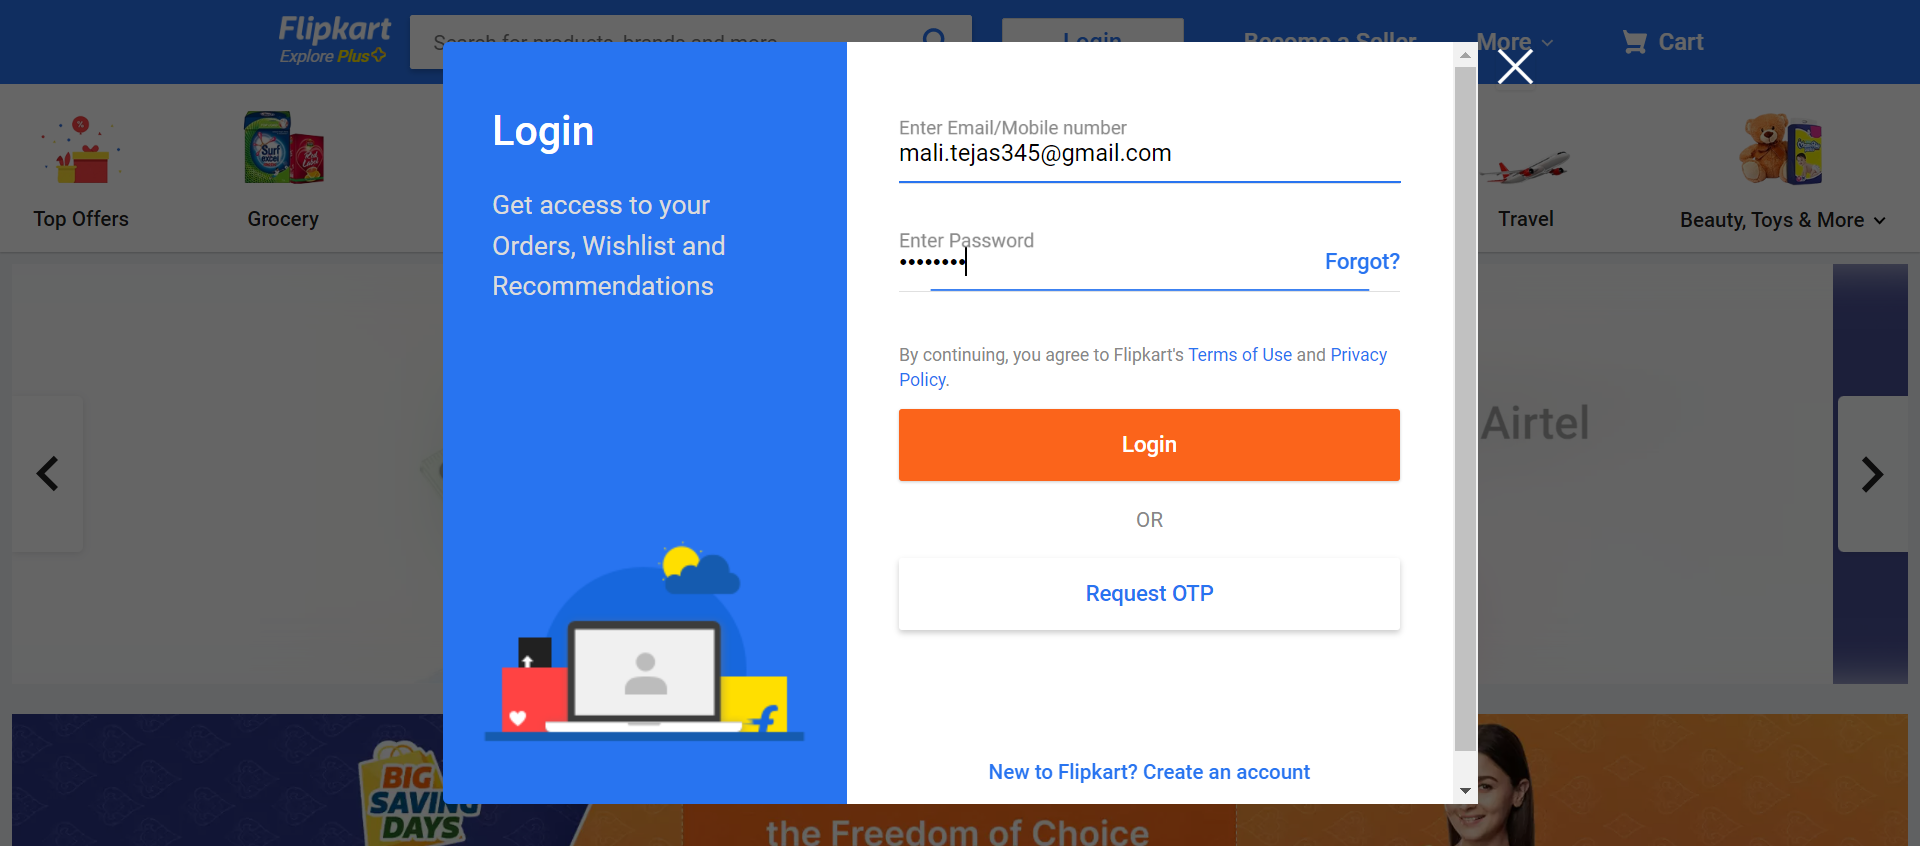 Flipkart
Explore Plus
Search for products, brands and more
Login
Become a Seller
More
Cart
Top Offers
Grocery
Travel
Beauty, Toys & More
Login
Get access to your
Orders, Wishlist and
Recommendations
Enter Email/Mobile number
mali.tejas345@gmail.com
Enter Password
••••••••
Forgot?
By continuing, you agree to Flipkart's Terms of Use and Privacy
Policy.
Login
OR
Request OTP
New to Flipkart? Create an account
Airtel
BIG
SAVING
DAYS
the Freedom of Choice